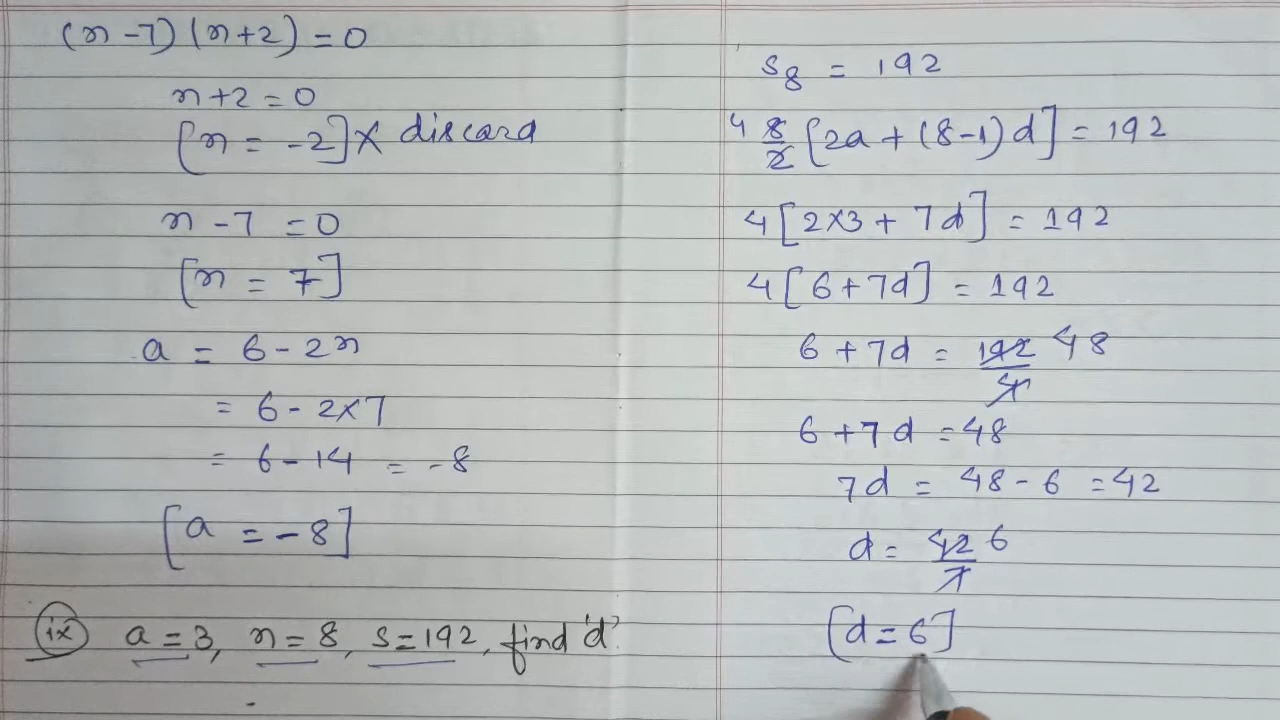 (n-7)(n+2)=0
n+2=0
[n=-2]× discard
n-7=0
[n=7]
a=6-2n
=6-2×7
=6-14=-8
[a=-8]
(ix) a=3, n=8, S=192, find 'd'.
S8=192
4 8/2[2a+(8-1)d]=192
4[2×3+7d]=192
4[6+7d]=192
6+7d=192/4 48
6+7d=48
7d=48-6=42
d=42/7 6
[d=6]